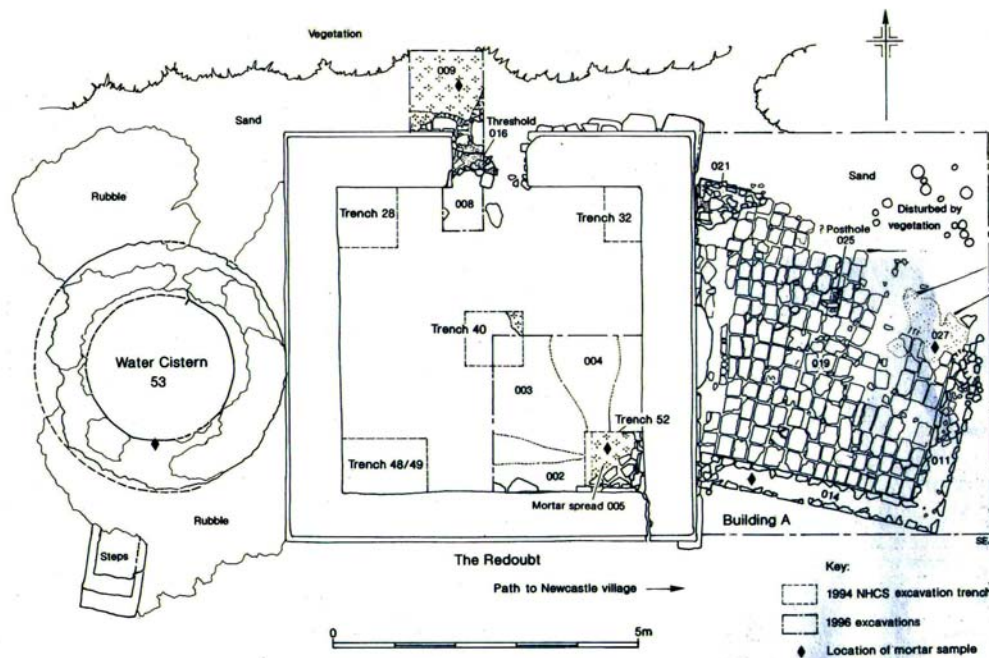 Vegetation
009
Sand
Threshold
016
Rubble
021
Sand
Trench 28
008
Trench 32
Disturbed by
vegetation
? Posthole
025
Trench 40
027
Water Cistern
53
004
019
003
Trench 52
Trench 48/49
002
011
014
Rubble
Mortar spread 005
Building A
SE
Steps
The Redoubt
Key:
Path to Newcastle village
1994 NHCS excavation trench
0
5m
1996 excavations
Location of mortar sample